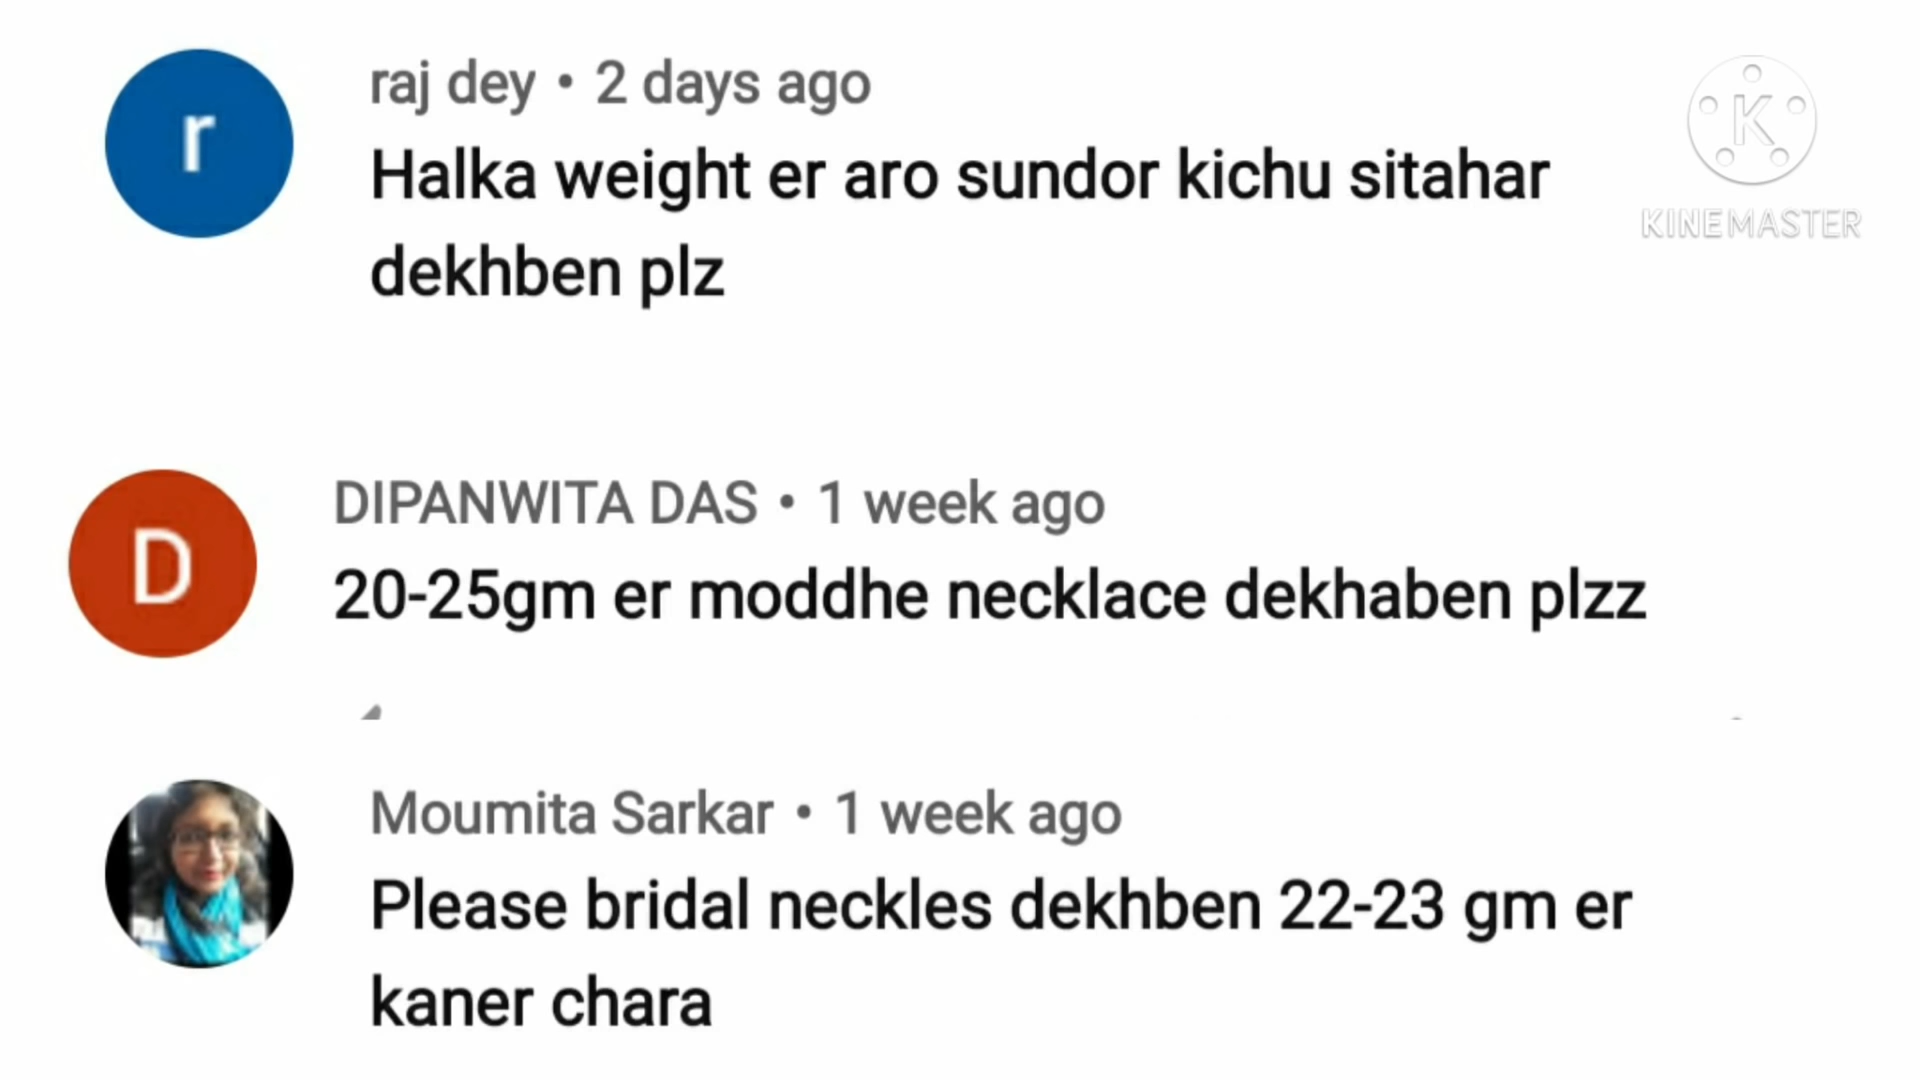 r
raj dey • 2 days ago
Halka weight er aro sundor kichu sitahar
dekhben plz
K
KINEMASTER
D
DIPANWITA DAS • 1 week ago
20-25gm er moddhe necklace dekhaben plzz
Moumita Sarkar • 1 week ago
Please bridal neckles dekhben 22-23 gm er
kaner chara